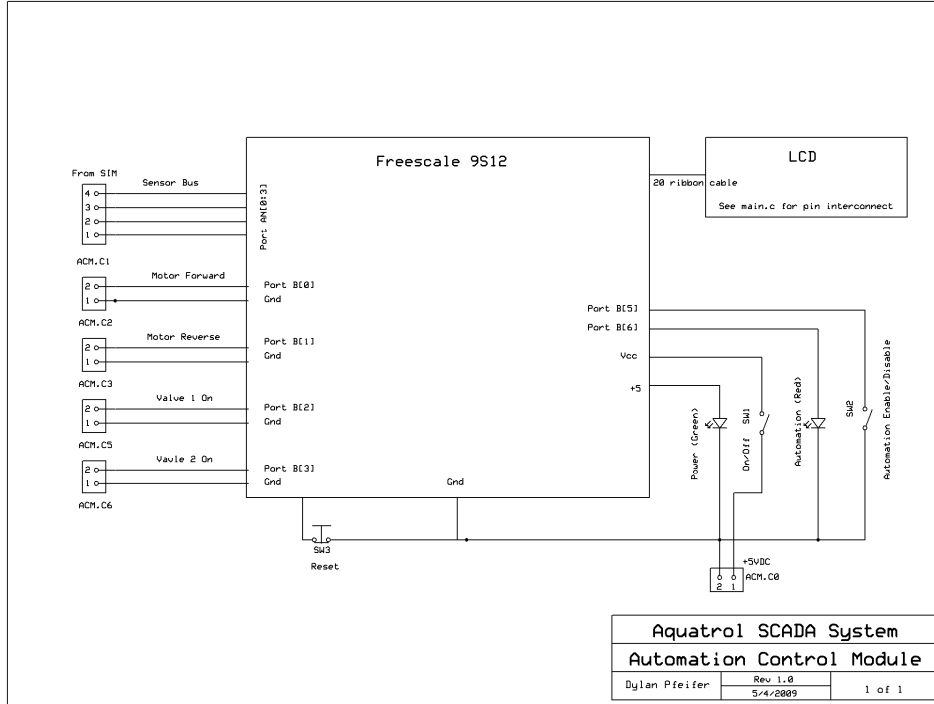 Freescale 9S12
LCD
20 ribbon cable
See main.c for pin interconnect
From SIM
Sensor Bus
4
3
2
1
Port AN[0:3]
ACM.C1
Motor Forward
2
1
Port B[0]
Gnd
ACM.C2
Motor Reverse
2
1
Port B[1]
Gnd
ACM.C3
Valve 1 On
2
1
Port B[2]
Gnd
ACM.C5
Vavle 2 On
2
1
Port B[3]
Gnd
ACM.C6
Gnd
Port B[5]
Port B[6]
Vcc
+5
Power (Green)
On/Off SW1
Automation (Red)
SW2
Automation Enable/Disable
SW3
Reset
+5VDC
ACM.C0
2 1
Aquatrol SCADA System
Automation Control Module
Dylan Pfeifer
Rev 1.0
5/4/2009
1 of 1